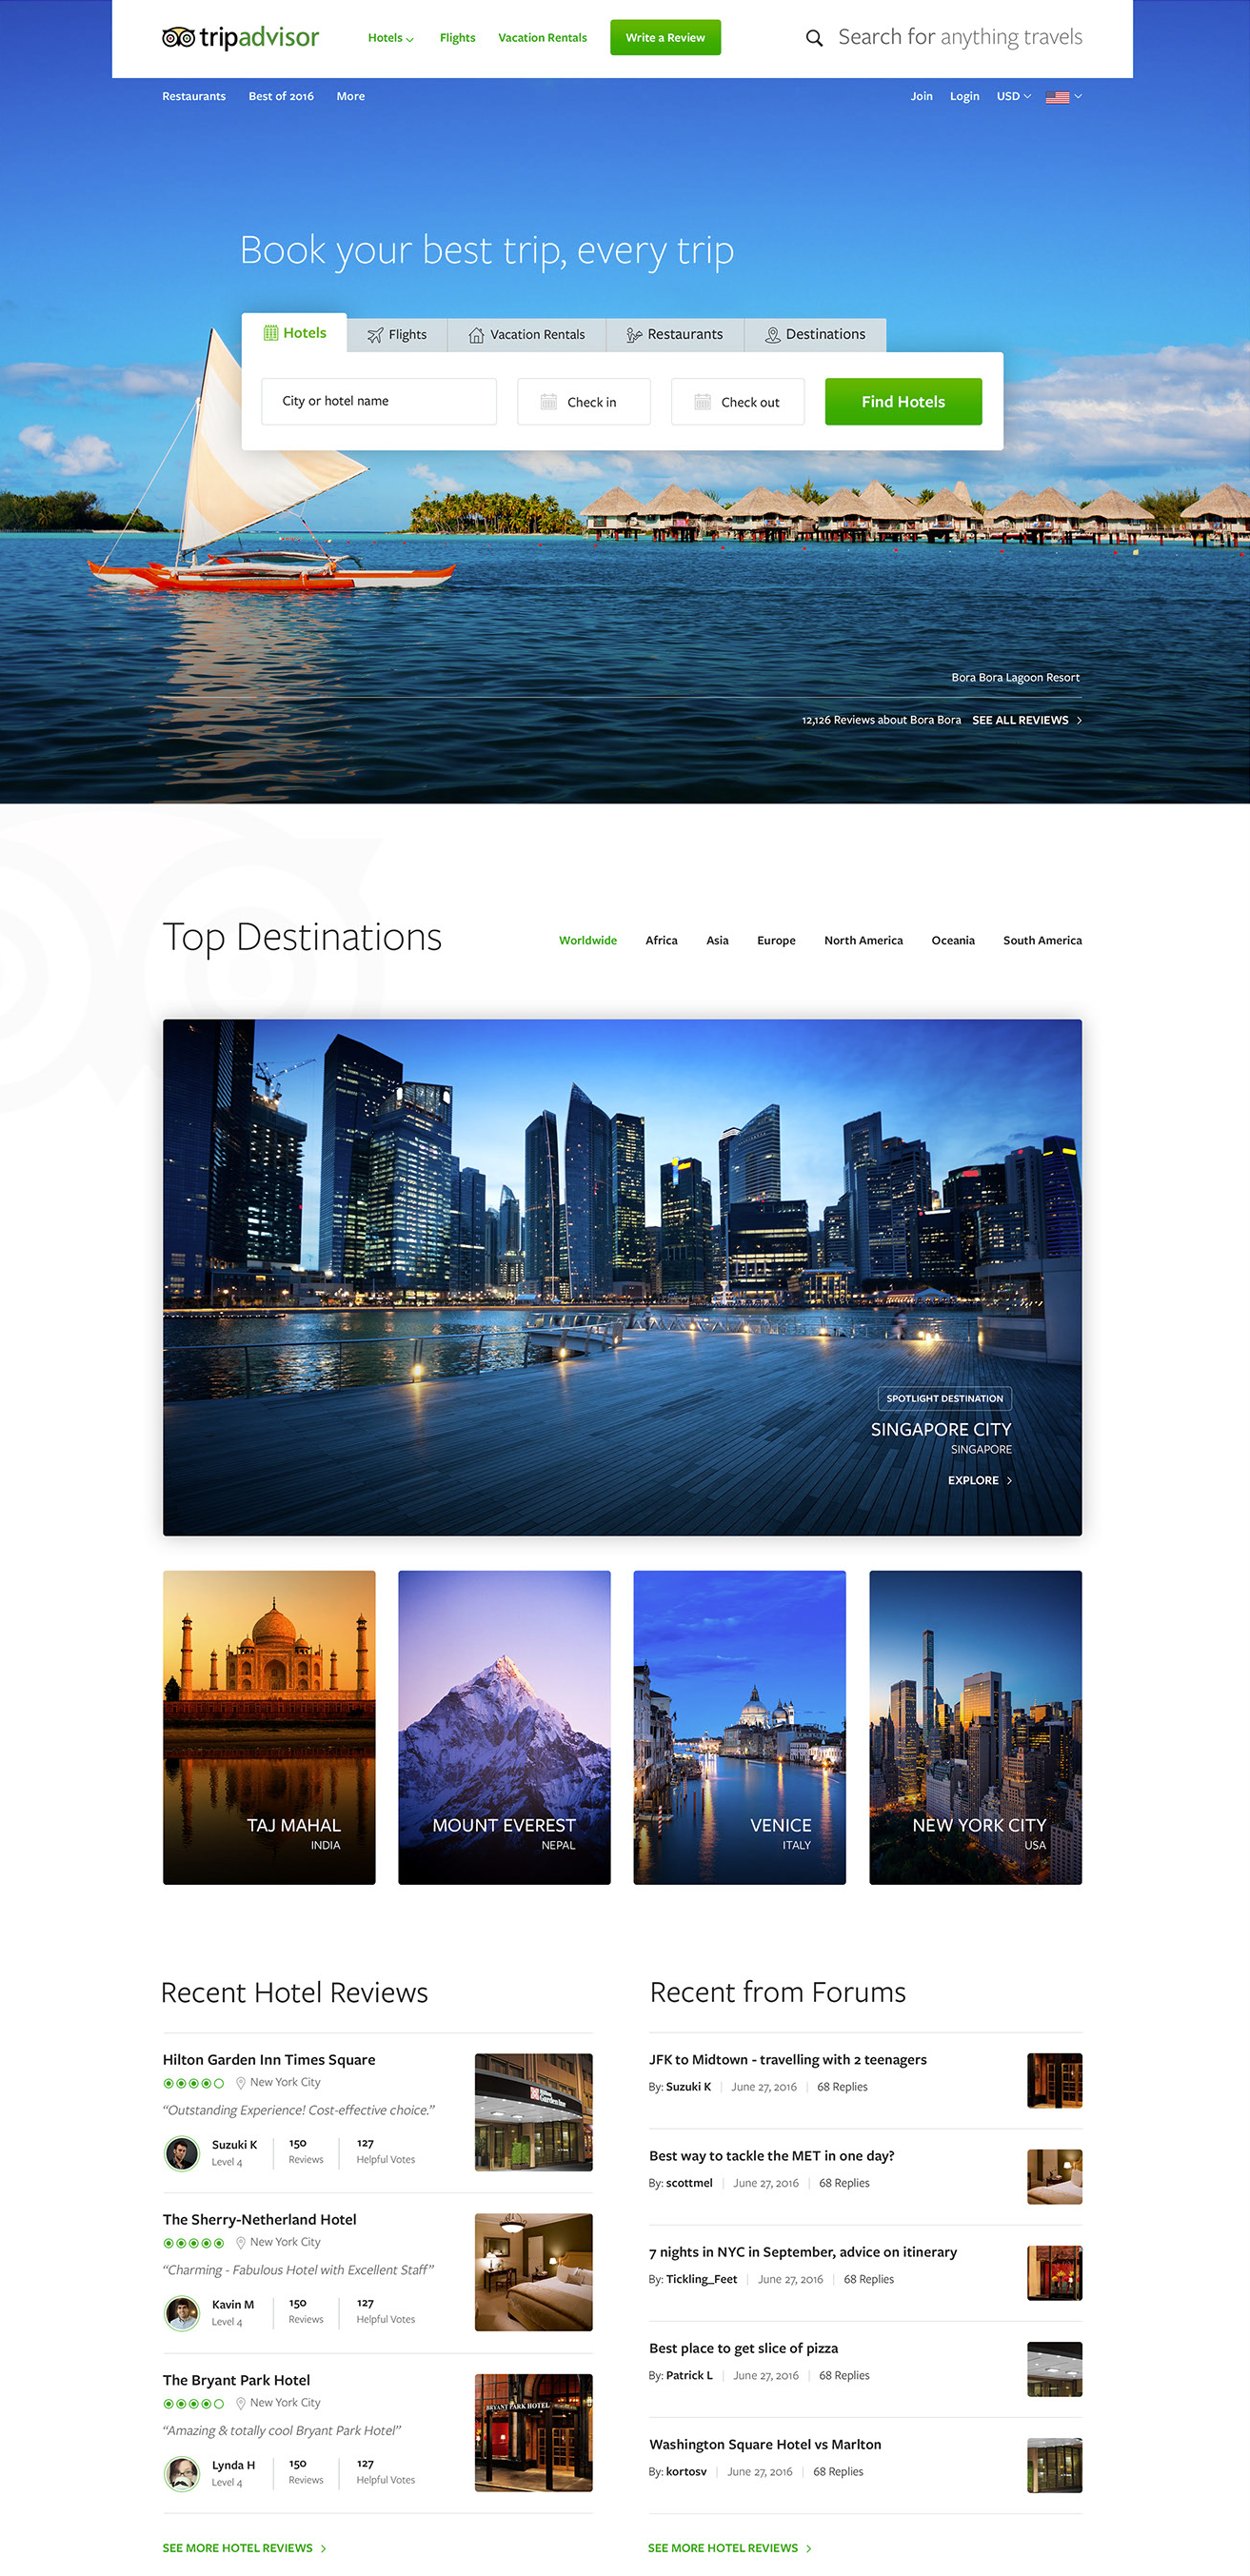 tripadvisor
Hotels
Flights
Vacation Rentals
Write a Review
Search for anything travels
Restaurants
Best of 2016
More
Join
Login
USD
Book your best trip, every trip
Hotels
Flights
Vacation Rentals
Restaurants
Destinations
City or hotel name
Check in
Check out
Find Hotels
Bora Bora Lagoon Resort
12,126 Reviews about Bora Bora SEE ALL REVIEWS
Top Destinations
Worldwide
Africa
Asia
Europe
North America
Oceania
South America
SPOTLIGHT DESTINATION
SINGAPORE CITY
SINGAPORE
EXPLORE
TAJ MAHAL
INDIA
MOUNT EVEREST
NEPAL
VENICE
ITALY
NEW YORK CITY
USA
Recent Hotel Reviews
Hilton Garden Inn Times Square
New York City
“Outstanding Experience! Cost-effective choice.”
Suzuki K
Level 4
150
Reviews
127
Helpful Votes
Hilton
Garden Inn
The Sherry-Netherland Hotel
New York City
“Charming - Fabulous Hotel with Excellent Staff”
Kavin M
Level 4
150
Reviews
127
Helpful Votes
The Bryant Park Hotel
New York City
“Amazing & totally cool Bryant Park Hotel”
Lynda H
Level 4
150
Reviews
127
Helpful Votes
BRYANT PARK HOTEL
SEE MORE HOTEL REVIEWS
Recent from Forums
JFK to Midtown - travelling with 2 teenagers
By: Suzuki K | June 27, 2016 | 68 Replies
Best way to tackle the MET in one day?
By: scottmel | June 27, 2016 | 68 Replies
7 nights in NYC in September, advice on itinerary
By: Tickling_Feet | June 27, 2016 | 68 Replies
Best place to get slice of pizza
By: Patrick L | June 27, 2016 | 68 Replies
Washington Square Hotel vs Marlton
By: kortosv | June 27, 2016 | 68 Replies
SEE MORE HOTEL REVIEWS